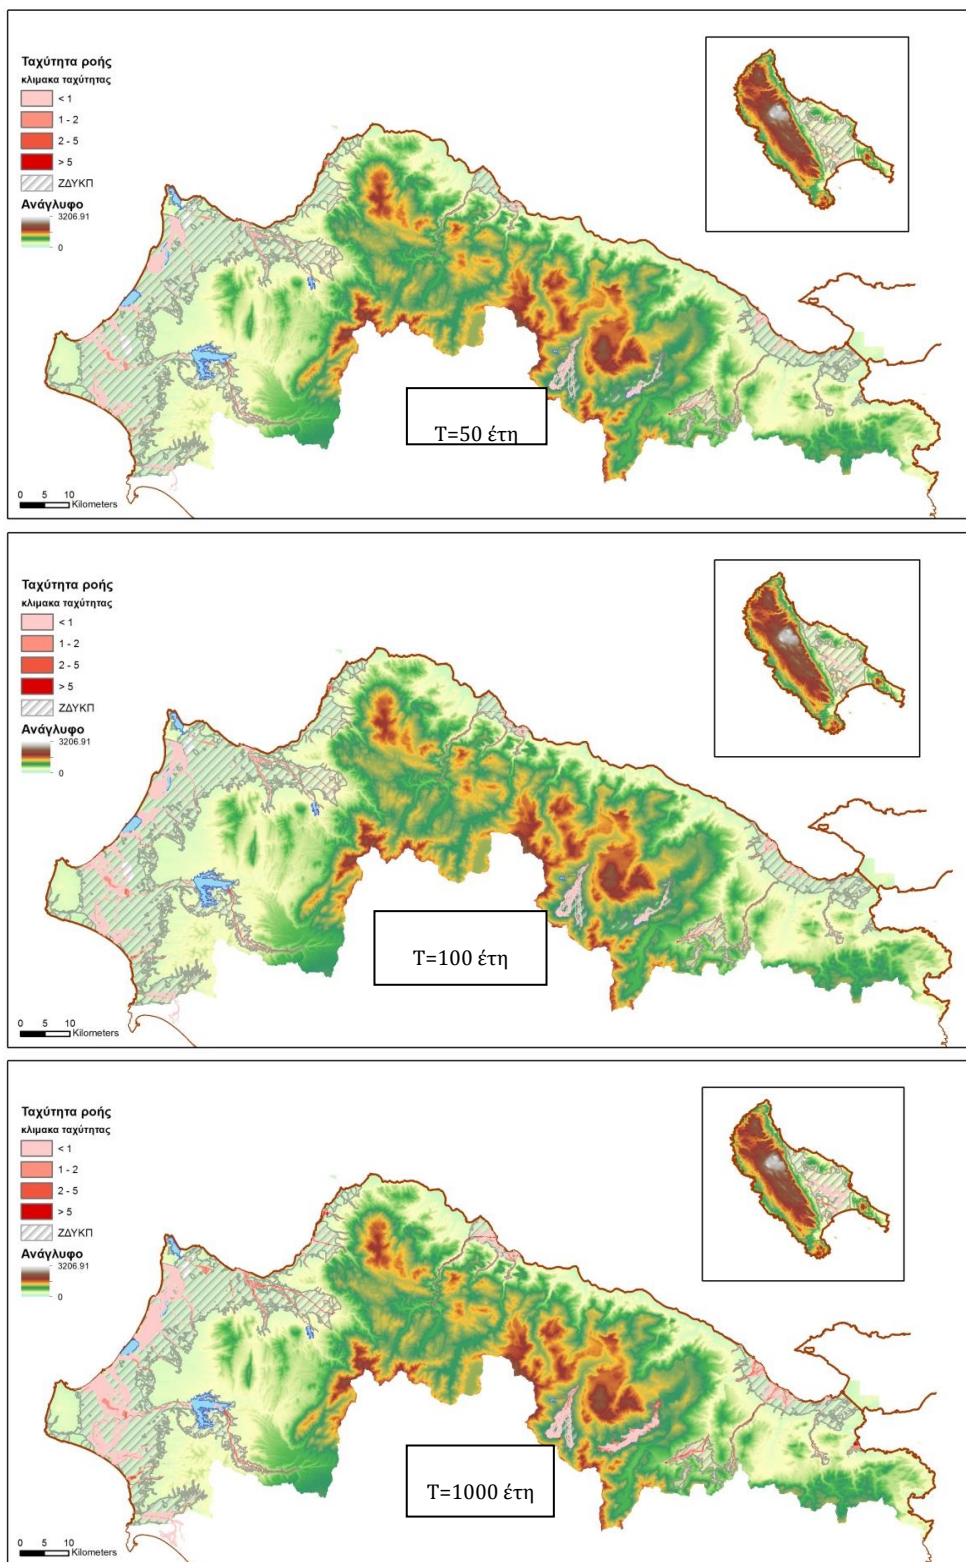 Ταχύτητα ροής
κλιμακα ταχύτητας
< 1
1 - 2
2 - 5
> 5
ΖΔΥΚΠ
Ανάγλυφο
3206.91
0
T=50 έτη
0 5 10
Kilometers
Ταχύτητα ροής
κλιμακα ταχύτητας
< 1
1 - 2
2 - 5
> 5
ΖΔΥΚΠ
Ανάγλυφο
3206.91
0
T=100 έτη
0 5 10
Kilometers
Ταχύτητα ροής
κλιμακα ταχύτητας
< 1
1 - 2
2 - 5
> 5
ΖΔΥΚΠ
Ανάγλυφο
3206.91
0
T=1000 έτη
0 5 10
Kilometers